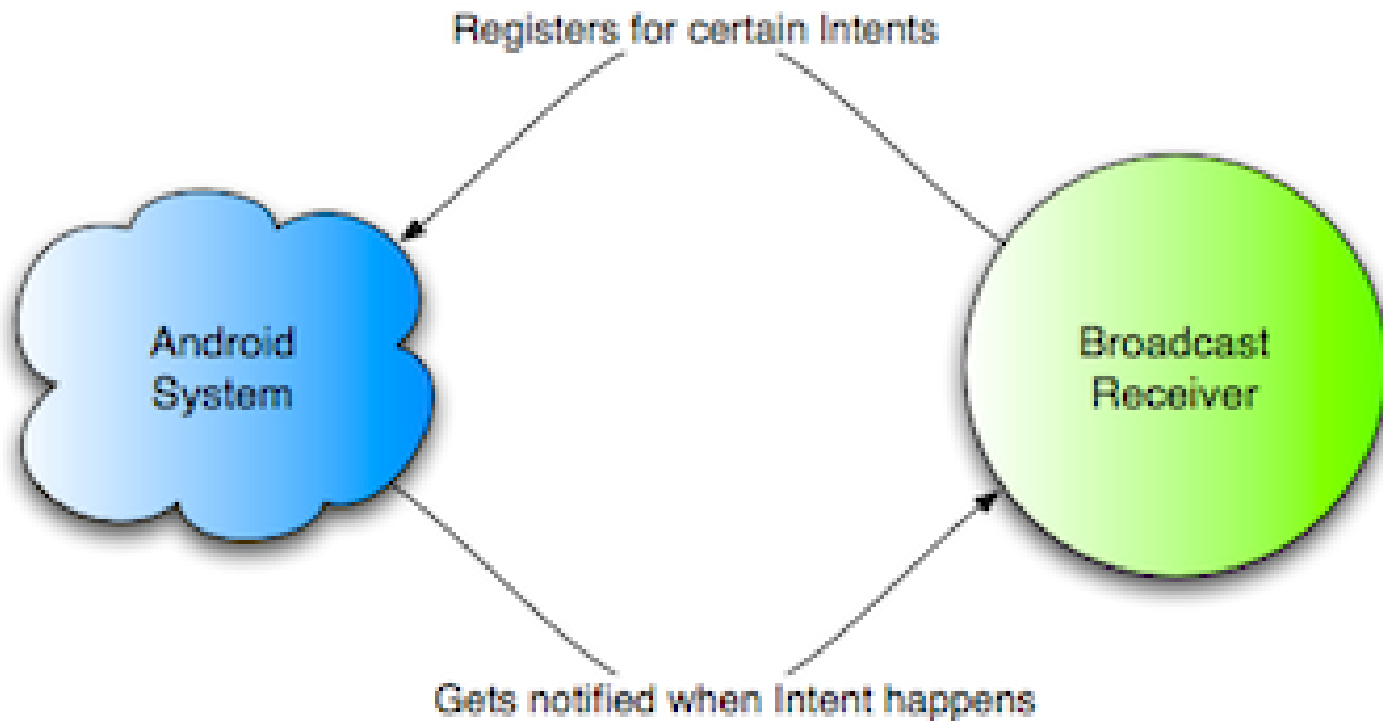 Registers for certain Intents
Android
System
Broadcast
Receiver
Gets notified when Intent happens